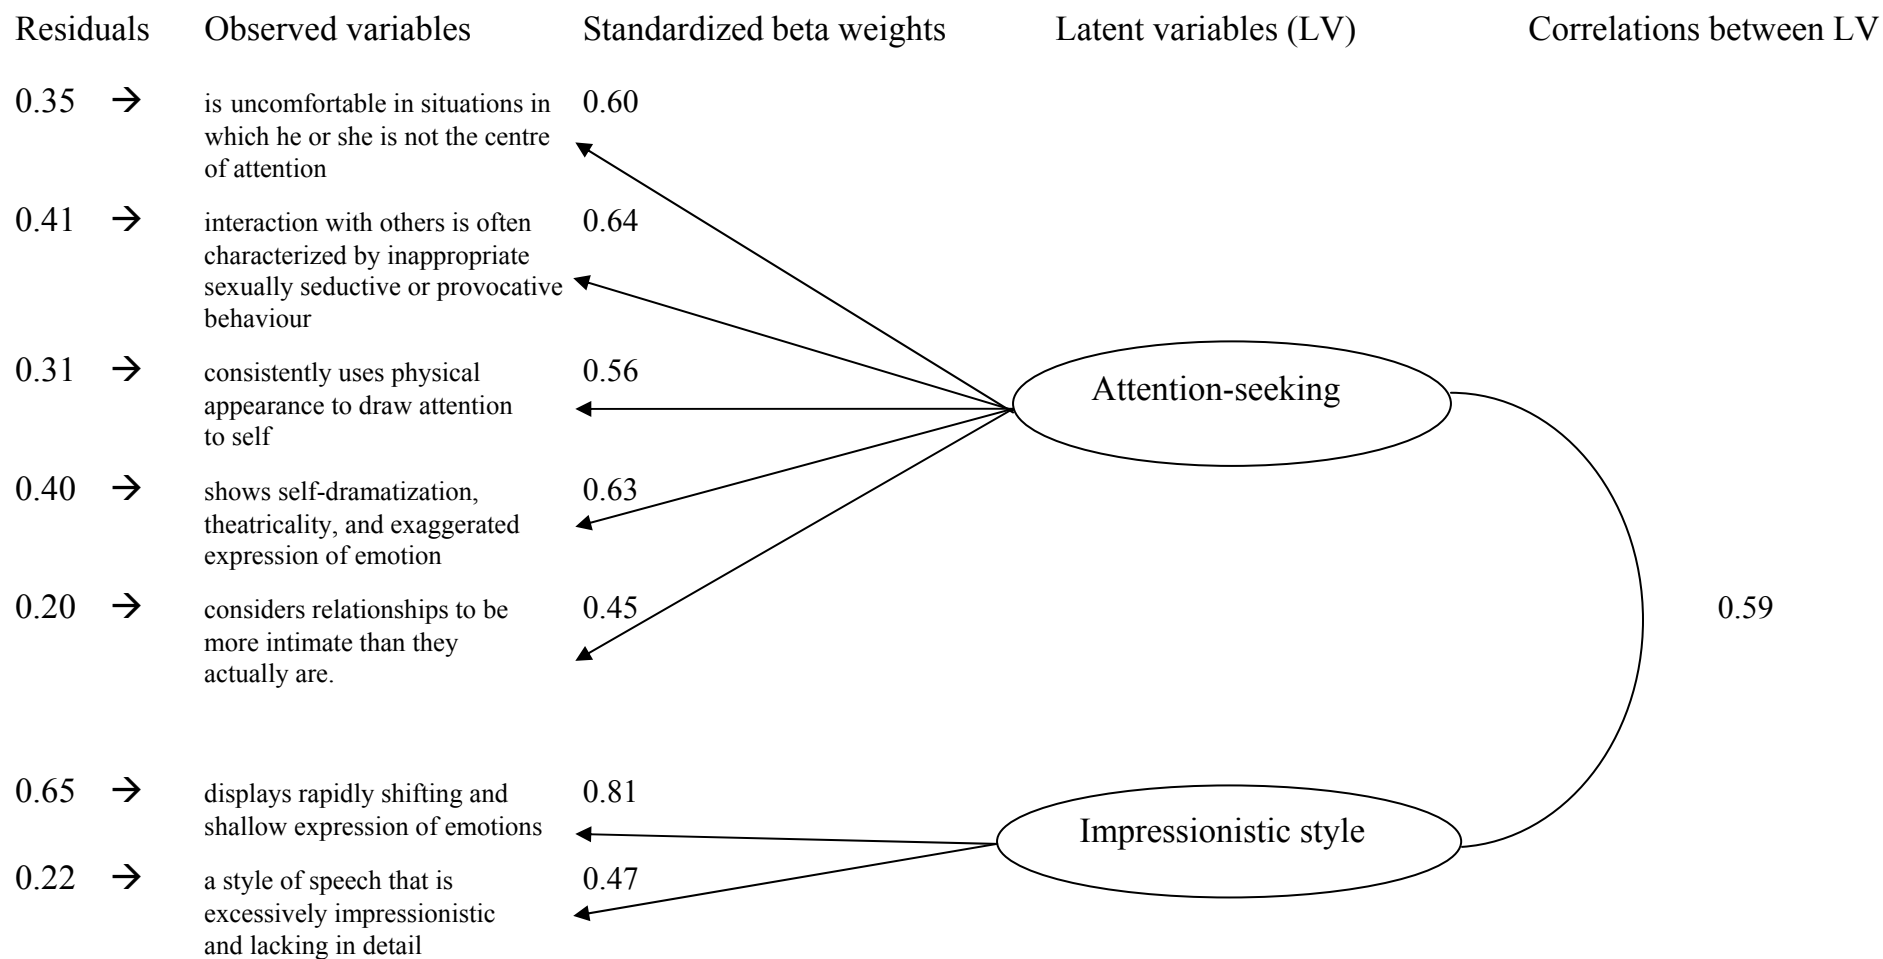 Residuals Observed variables Standardized beta weights Latent variables (LV) Correlations between LV
0.35 → is uncomfortable in situations in 0.60
which he or she is not the centre
of attention
0.41 → interaction with others is often 0.64
characterized by inappropriate
sexually seductive or provocative
behaviour
0.31 → consistently uses physical 0.56
appearance to draw attention
to self
Attention-seeking
0.40 → shows self-dramatization, 0.63
theatricality, and exaggerated
expression of emotion
0.20 → considers relationships to be 0.45 0.59
more intimate than they
actually are.
0.65 → displays rapidly shifting and 0.81
shallow expression of emotions
Impressionistic style
0.22 → a style of speech that is 0.47
excessively impressionistic
and lacking in detail